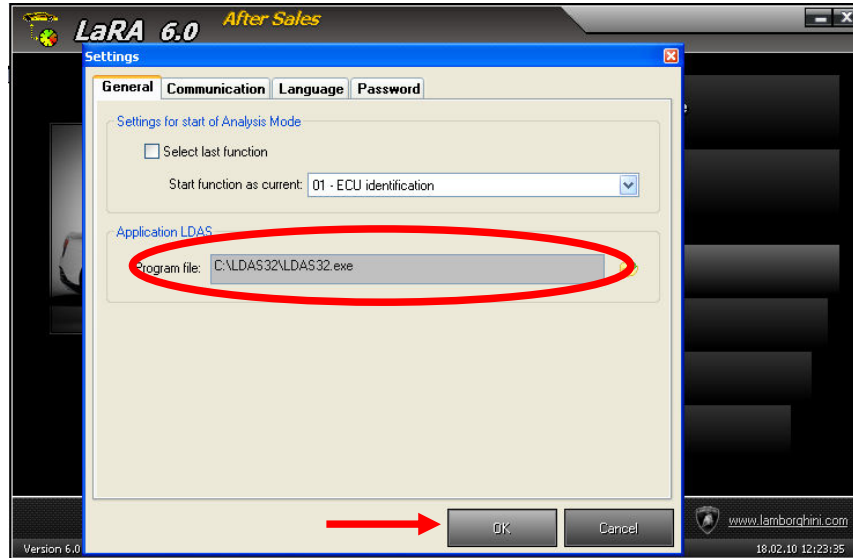 LaRA 6.0 After Sales
Settings
General Communication Language Password
Settings for start of Analysis Mode
Select last function
Start function as current: 01 - ECU identification
Application LDAS
Program file: C:\LDAS32\LDAS32.exe
OK Cancel
www.lamborghini.com
Version 6.0 18.02.10 12:23:35